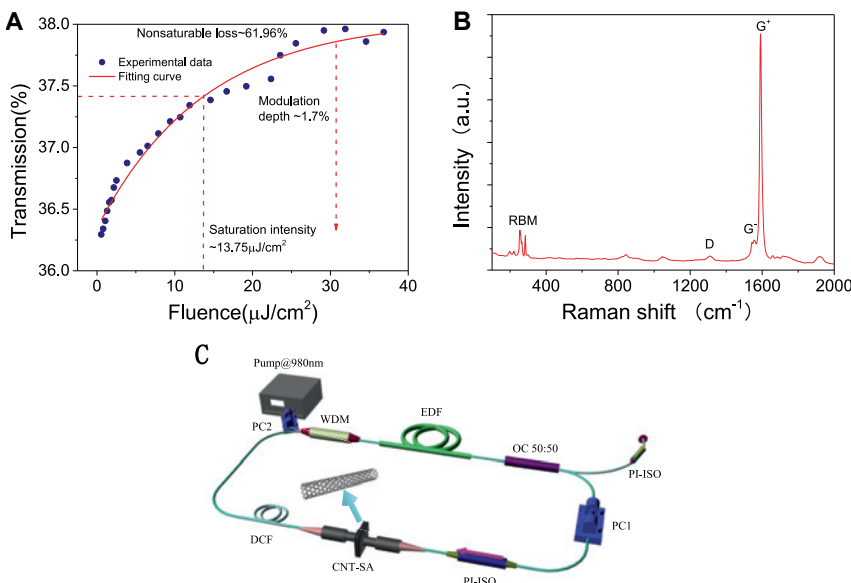 A
Nonsaturable loss~61.96%
Experimental data
Fitting curve
Modulation
depth ~1.7%
Saturation intensity
~13.75μJ/cm²
Transmission(%)
38.0
37.5
37.0
36.5
36.0
0
10
20
30
40
Fluence(μJ/cm²)
B
G⁺
RBM
D
G⁻
Intensity (a.u.)
400
800
1200
1600
2000
Raman shift (cm⁻¹)
C
Pump@980nm
PC2
WDM
EDF
OC 50:50
PI-ISO
PC1
DCF
CNT-SA
PI-ISO